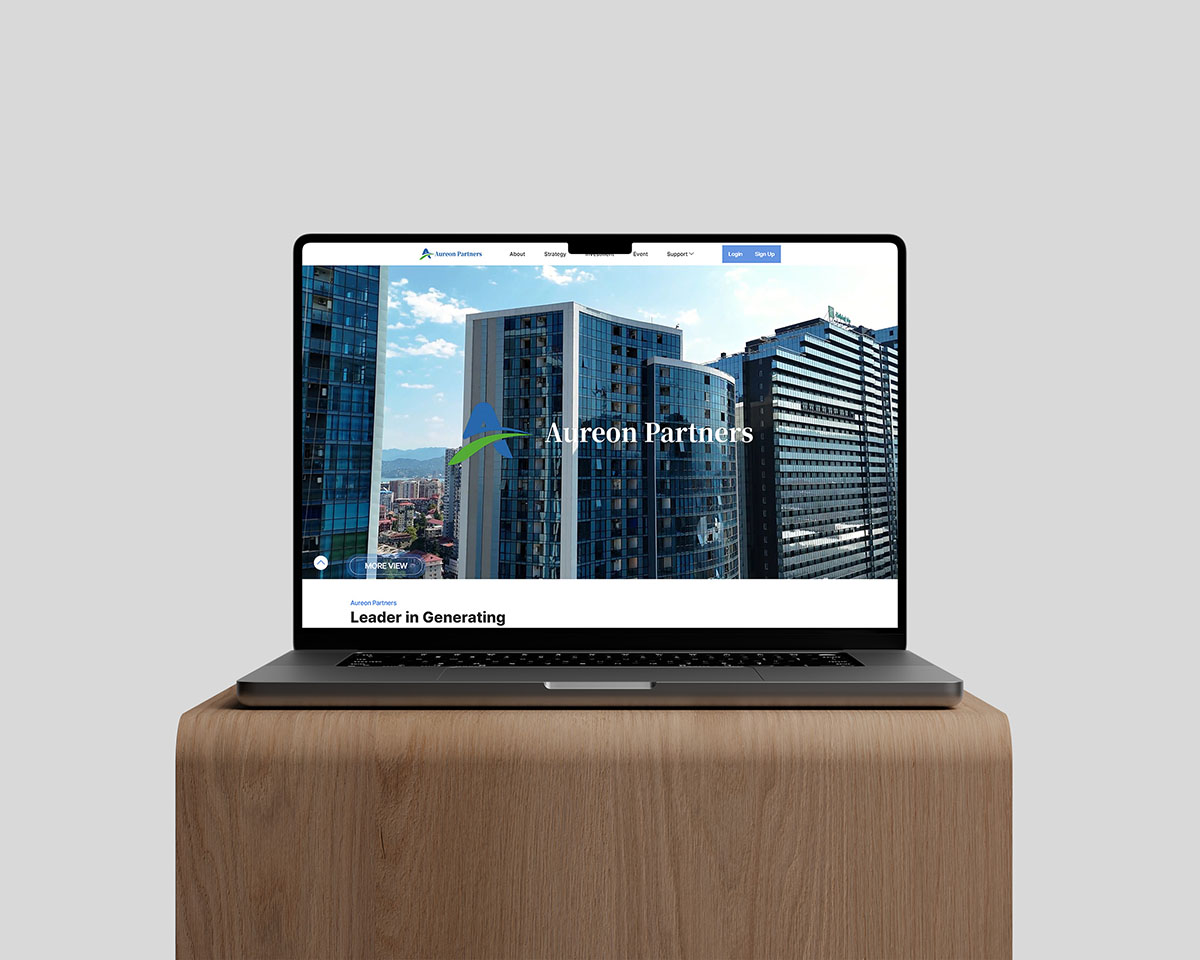 Aureon Partners About Strategy Investment Event Support Login Sign Up
Aureon Partners
MORE VIEW
Aureon Partners
Leader in Generating